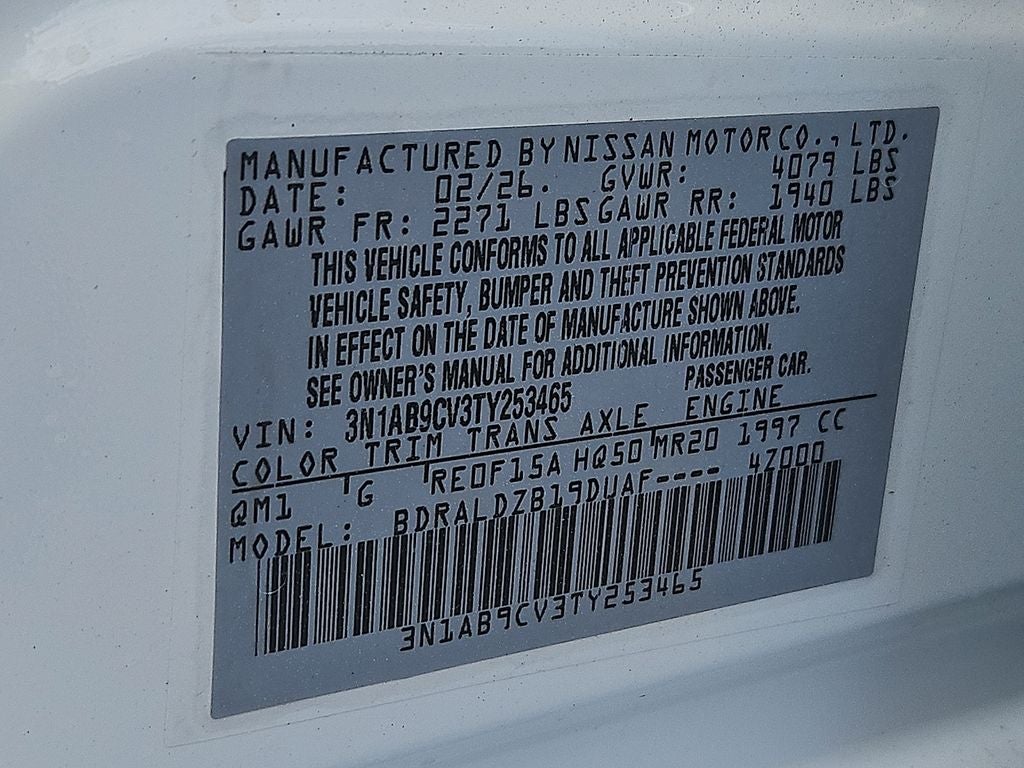 MANUFACTURED BY NISSAN MOTOR CO., LTD.
DATE: 02/26. GVWR: 4079 LBS
GAWR FR: 2271 LBS GAWR RR: 1940 LBS
THIS VEHICLE CONFORMS TO ALL APPLICABLE FEDERAL MOTOR
VEHICLE SAFETY, BUMPER AND THEFT PREVENTION STANDARDS
IN EFFECT ON THE DATE OF MANUFACTURE SHOWN ABOVE.
SEE OWNER'S MANUAL FOR ADDITIONAL INFORMATION.
VIN: 3N1AB9CV3TY253465 PASSENGER CAR.
COLOR TRIM TRANS AXLE ENGINE
QM1 G RE0F15A HQ50 MR20 1997 CC
MODEL: BDRALDZB19DUAF---- 47000
3N1AB9CV3TY253465